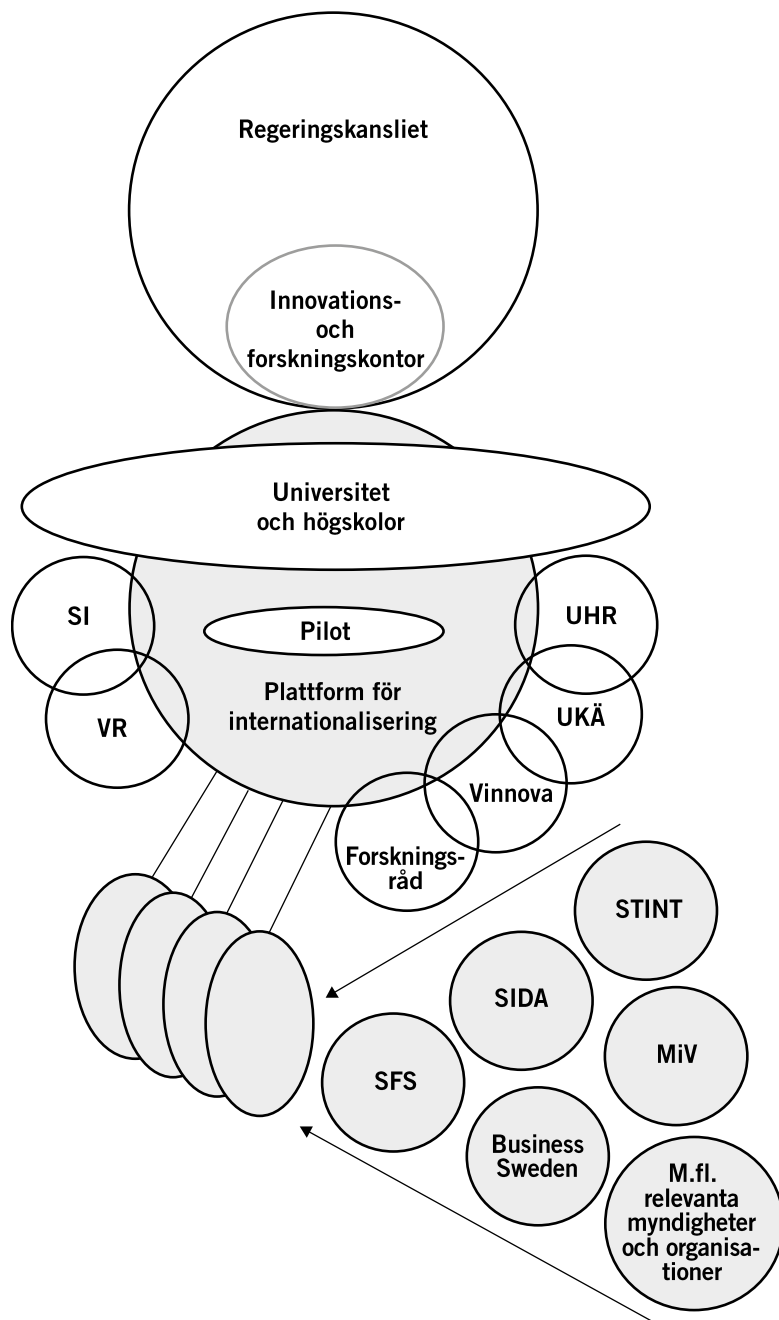 Regeringskansliet
Innovations-
och
forskningskontor
Universitet
och högskolor
SI
UHR
Pilot
Plattform för
internationalisering
VR
UKÄ
Vinnova
Forsknings-
råd
STINT
SIDA
MiV
SFS
Business
Sweden
M.fl.
relevanta
myndigheter
och organisa-
tioner